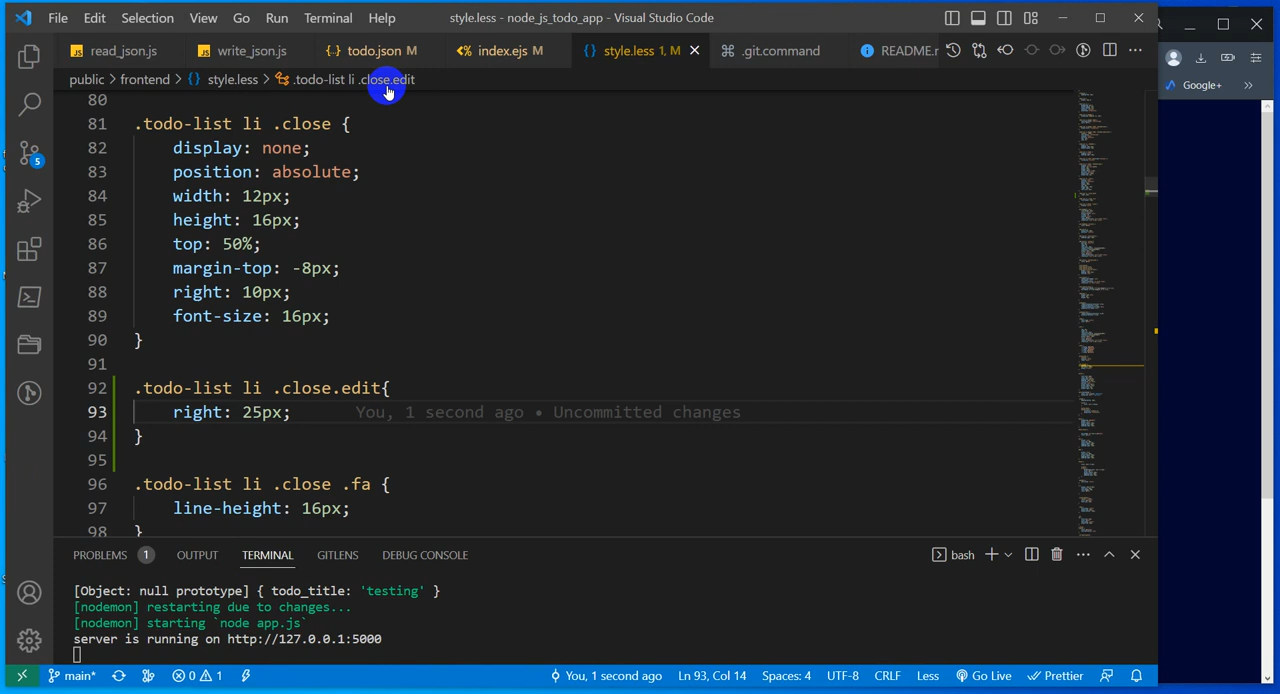 File Edit Selection View Go Run Terminal Help style.less - node_js_todo_app - Visual Studio Code
read_json.js write_json.js {..} todo.json M <% index.ejs M {} style.less 1, M .git.command README.r
public > frontend > {} style.less > .todo-list li .close.edit
Google+ »
80
81 .todo-list li .close {
82 display: none;
83 position: absolute;
84 width: 12px;
85 height: 16px;
86 top: 50%;
87 margin-top: -8px;
88 right: 10px;
89 font-size: 16px;
90 }
91
92 .todo-list li .close.edit{
93 right: 25px; You, 1 second ago • Uncommitted changes
94 }
95
96 .todo-list li .close .fa {
97 line-height: 16px;
98 }
5
PROBLEMS 1 OUTPUT TERMINAL GITLENS DEBUG CONSOLE bash
[Object: null prototype] { todo_title: 'testing' }
[nodemon] restarting due to changes...
[nodemon] starting `node app.js`
server is running on http://127.0.0.1:5000
main* 0 1 You, 1 second ago Ln 93, Col 14 Spaces: 4 UTF-8 CRLF Less Go Live Prettier